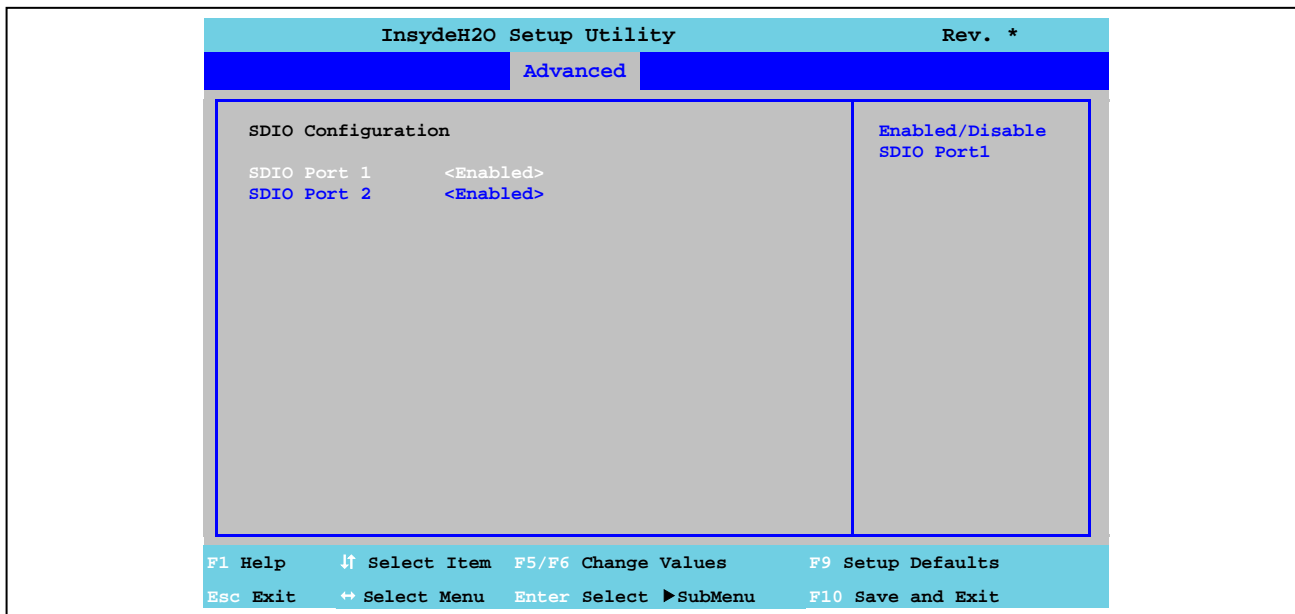 InsydeH2O Setup Utility Rev. *
Advanced
SDIO Configuration
SDIO Port 1 <Enabled>
SDIO Port 2 <Enabled>
Enabled/Disable
SDIO Port1
F1 Help ↓↑ Select Item F5/F6 Change Values F9 Setup Defaults
Esc Exit ↔ Select Menu Enter Select ▶SubMenu F10 Save and Exit